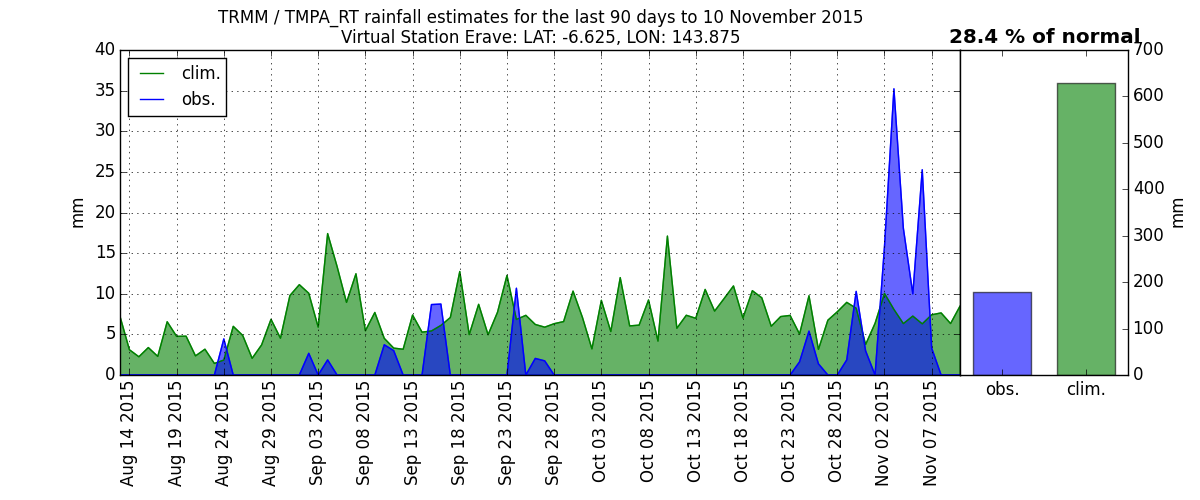 TRMM / TMPA_RT rainfall estimates for the last 90 days to 10 November 2015
Virtual Station Erave: LAT: -6.625, LON: 143.875
28.4 % of normal
clim.
obs.
40
35
30
25
20
15
10
5
0
mm
Aug 14 2015
Aug 19 2015
Aug 24 2015
Aug 29 2015
Sep 03 2015
Sep 08 2015
Sep 13 2015
Sep 18 2015
Sep 23 2015
Sep 28 2015
Oct 03 2015
Oct 08 2015
Oct 13 2015
Oct 18 2015
Oct 23 2015
Oct 28 2015
Nov 02 2015
Nov 07 2015
700
600
500
400
300
200
100
0
mm
obs.
clim.